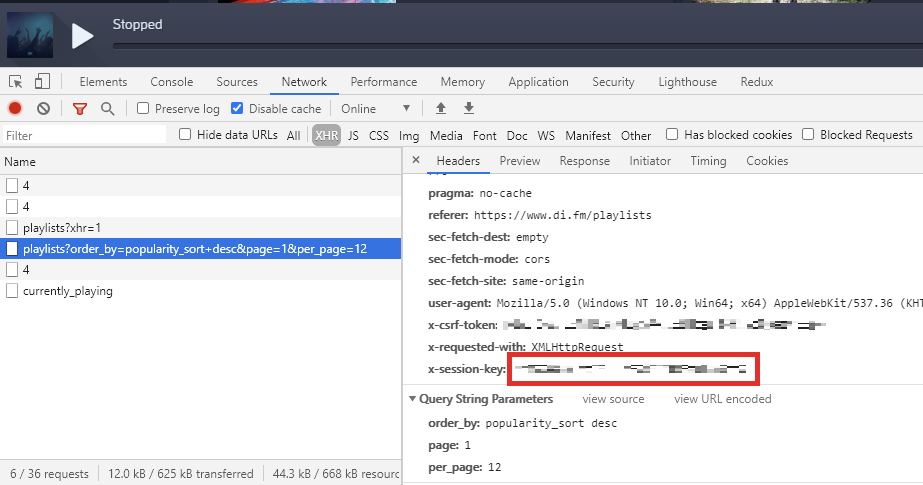 Stopped
Elements Console Sources Network Performance Memory Application Security Lighthouse Redux
Preserve log Disable cache Online
Filter Hide data URLs All XHR JS CSS Img Media Font Doc WS Manifest Other Has blocked cookies Blocked Requests
Name
× Headers Preview Response Initiator Timing Cookies
4
4
playlists?xhr=1
playlists?order_by=popularity_sort+desc&page=1&per_page=12
4
currently_playing
pragma: no-cache
referer: https://www.di.fm/playlists
sec-fetch-dest: empty
sec-fetch-mode: cors
sec-fetch-site: same-origin
user-agent: Mozilla/5.0 (Windows NT 10.0; Win64; x64) AppleWebKit/537.36 (KHT
x-csrf-token:
x-requested-with: XMLHttpRequest
x-session-key:
Query String Parameters view source view URL encoded
order_by: popularity_sort desc
page: 1
per_page: 12
6 / 36 requests 12.0 kB / 625 kB transferred 44.3 kB / 668 kB resourc